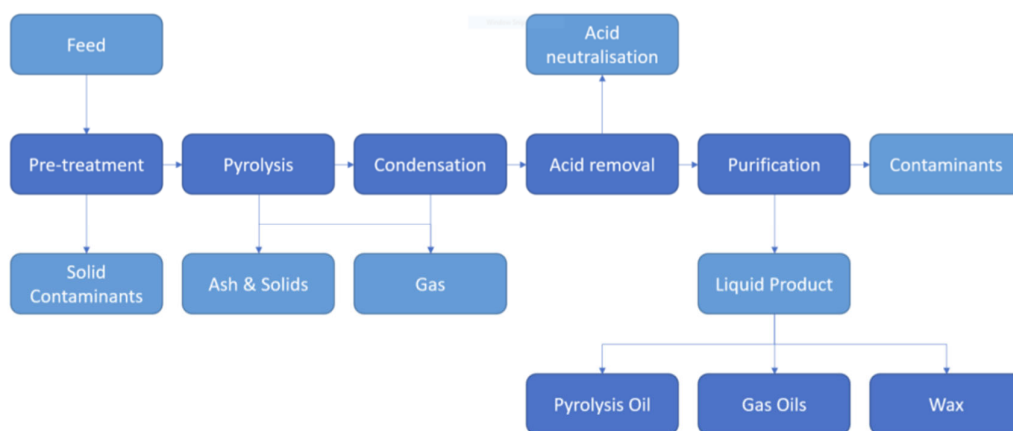 Feed
Acid
neutralisation
Pre-treatment
Pyrolysis
Condensation
Acid removal
Purification
Contaminants
Solid
Contaminants
Ash & Solids
Gas
Liquid Product
Pyrolysis Oil
Gas Oils
Wax